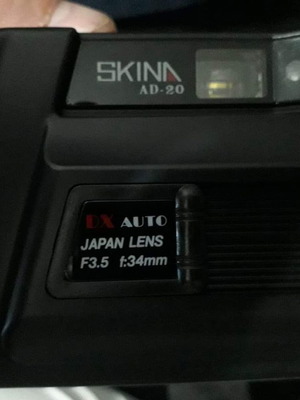 SKINA
AD-20
DX AUTO
JAPAN LENS
F3.5 f:34mm